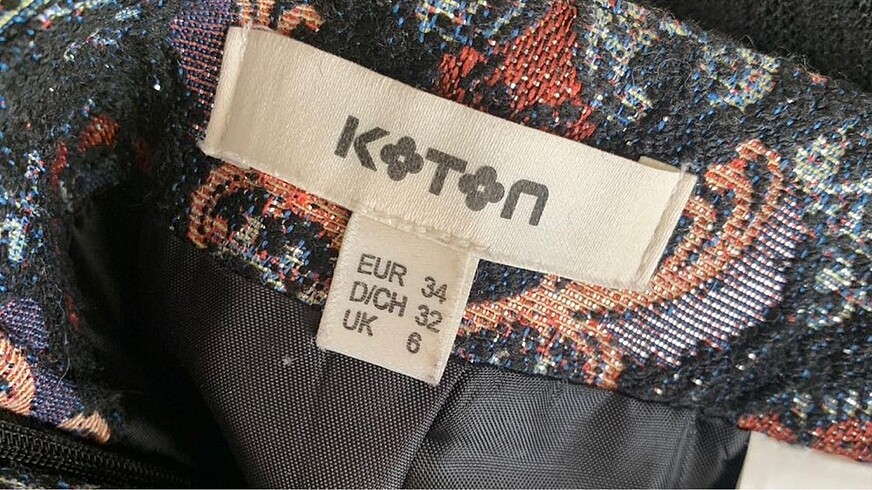 KOTON
EUR 34
D/CH 32
UK 6